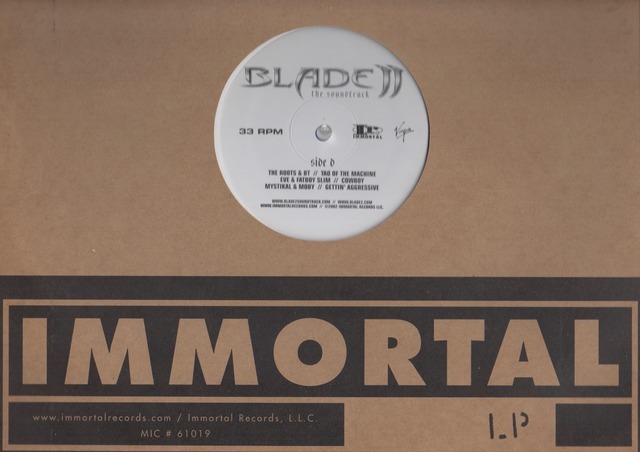 BLADE II
the soundtrack
33 RPM
IMMORTAL
Virgin
side d
THE ROOTS & BT // TAO OF THE MACHINE
EVE & FATBOY SLIM // COWBOY
MYSTIKAL & MOBY // GETTIN' AGGRESSIVE
WWW.BLADE2SOUNDTRACK.COM // WWW.BLADE2.COM
WWW.IMMORTALRECORDS.COM // ©2002 IMMORTAL RECORDS LLC.
IMMORTAL
www.immortalrecords.com / Immortal Records, L.L.C.
MIC # 61019
LP